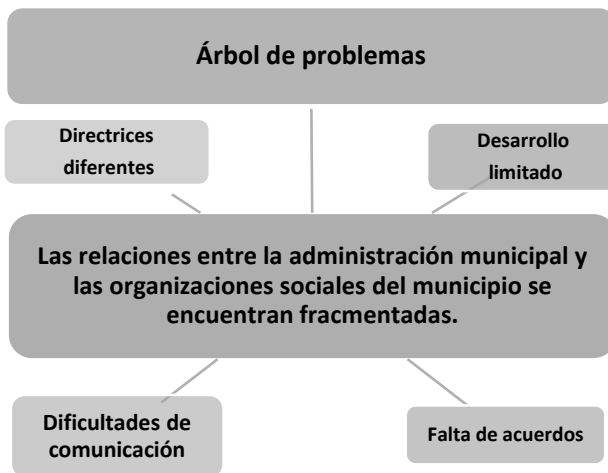 Árbol de problemas
Directrices
diferentes
Desarrollo
limitado
Las relaciones entre la administración municipal y
las organizaciones sociales del municipio se
encuentran fracmentadas.
Dificultades de
comunicación
Falta de acuerdos